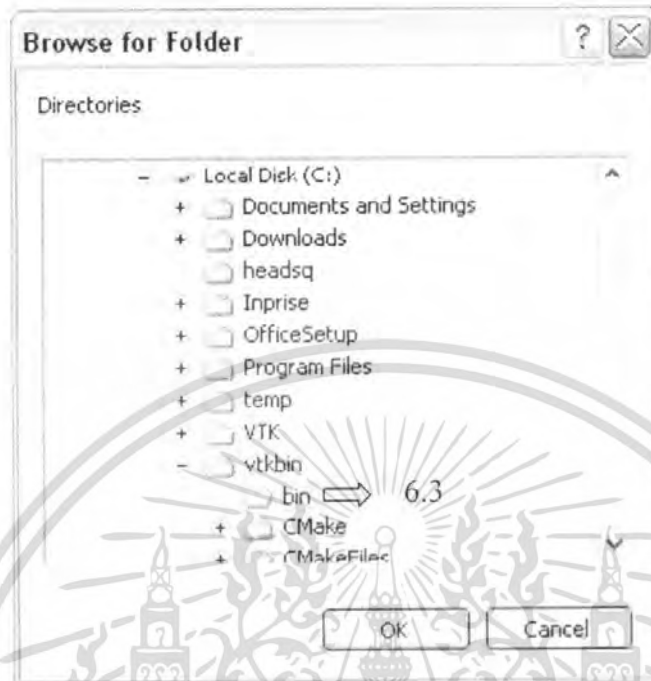 Browse for Folder
Directories
Local Disk (C:)
Documents and Settings
Downloads
headsq
Inprise
OfficeSetup
Program Files
temp
VTK
vtkbin
bin 6.3
CMake
CMakeFiles
OK Cancel